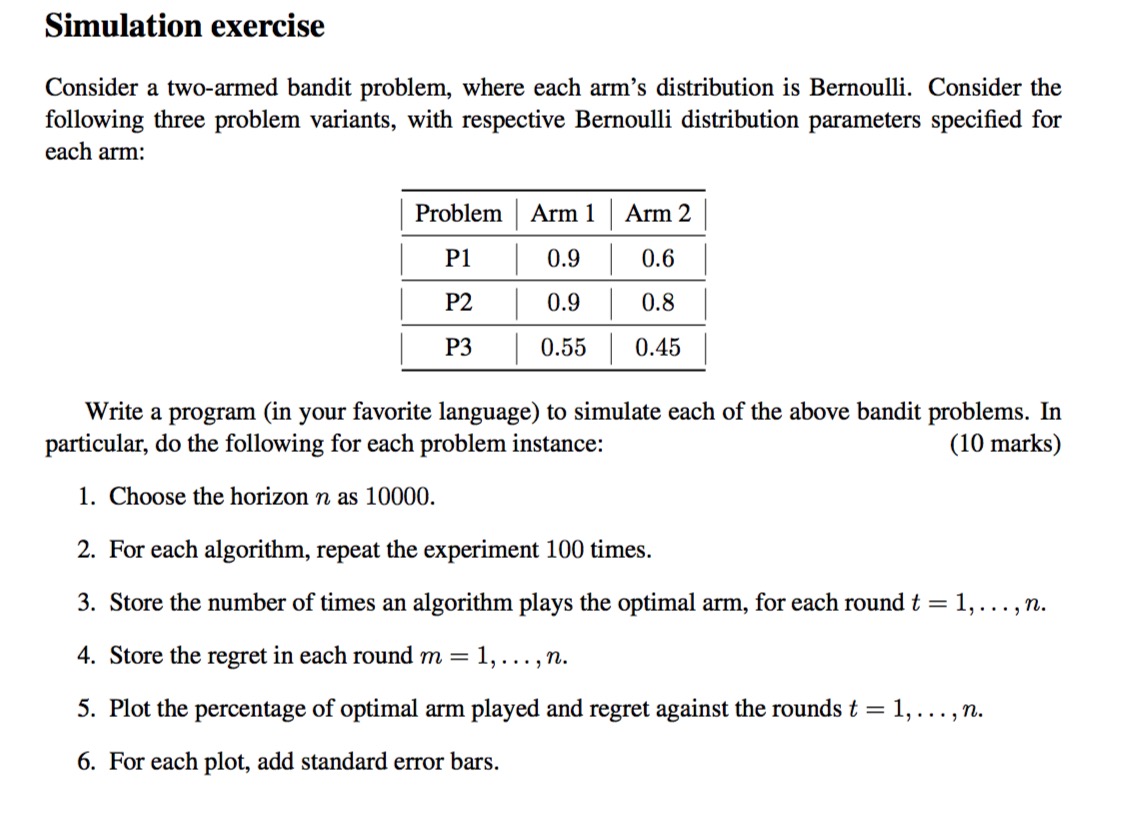 Simulation exercise
Consider a two-armed bandit problem, where each arm's distribution is Bernoulli. Consider the
following three problem variants, with respective Bernoulli distribution parameters specified for
each arm:
Problem Arm 1 Arm 2
P1 0.9 0.6
P2 0.9 0.8
P3 0.55 0.45
Write a program (in your favorite language) to simulate each of the above bandit problems. In
particular, do the following for each problem instance: (10 marks)
1. Choose the horizon n as 10000.
2. For each algorithm, repeat the experiment 100 times.
3. Store the number of times an algorithm plays the optimal arm, for each round t = 1, . . . , n.
4. Store the regret in each round m = 1, . . . , n.
5. Plot the percentage of optimal arm played and regret against the rounds t = 1, . . . , n.
6. For each plot, add standard error bars.